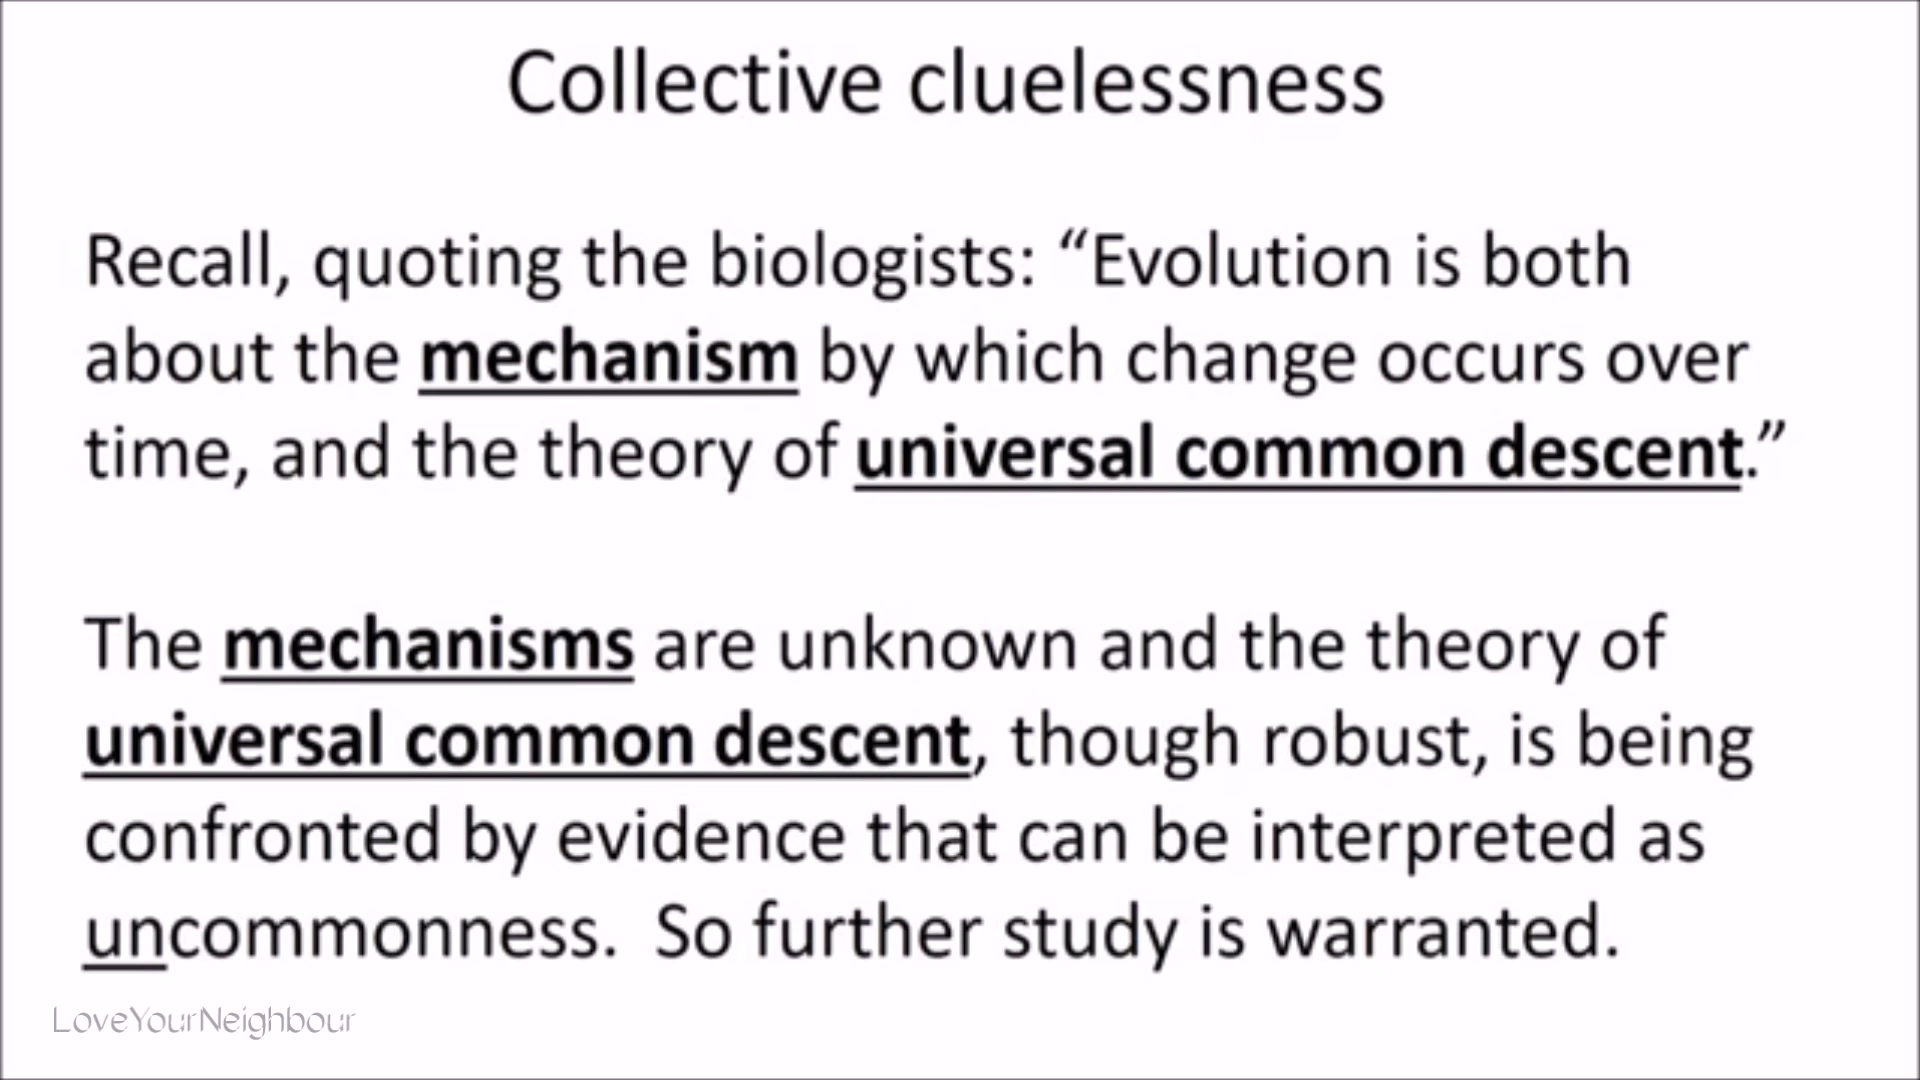 Collective cluelessness
Recall, quoting the biologists: “Evolution is both
about the mechanism by which change occurs over
time, and the theory of universal common descent.”
The mechanisms are unknown and the theory of
universal common descent, though robust, is being
confronted by evidence that can be interpreted as
uncommonness.  So further study is warranted.
LoveYourNeighbour